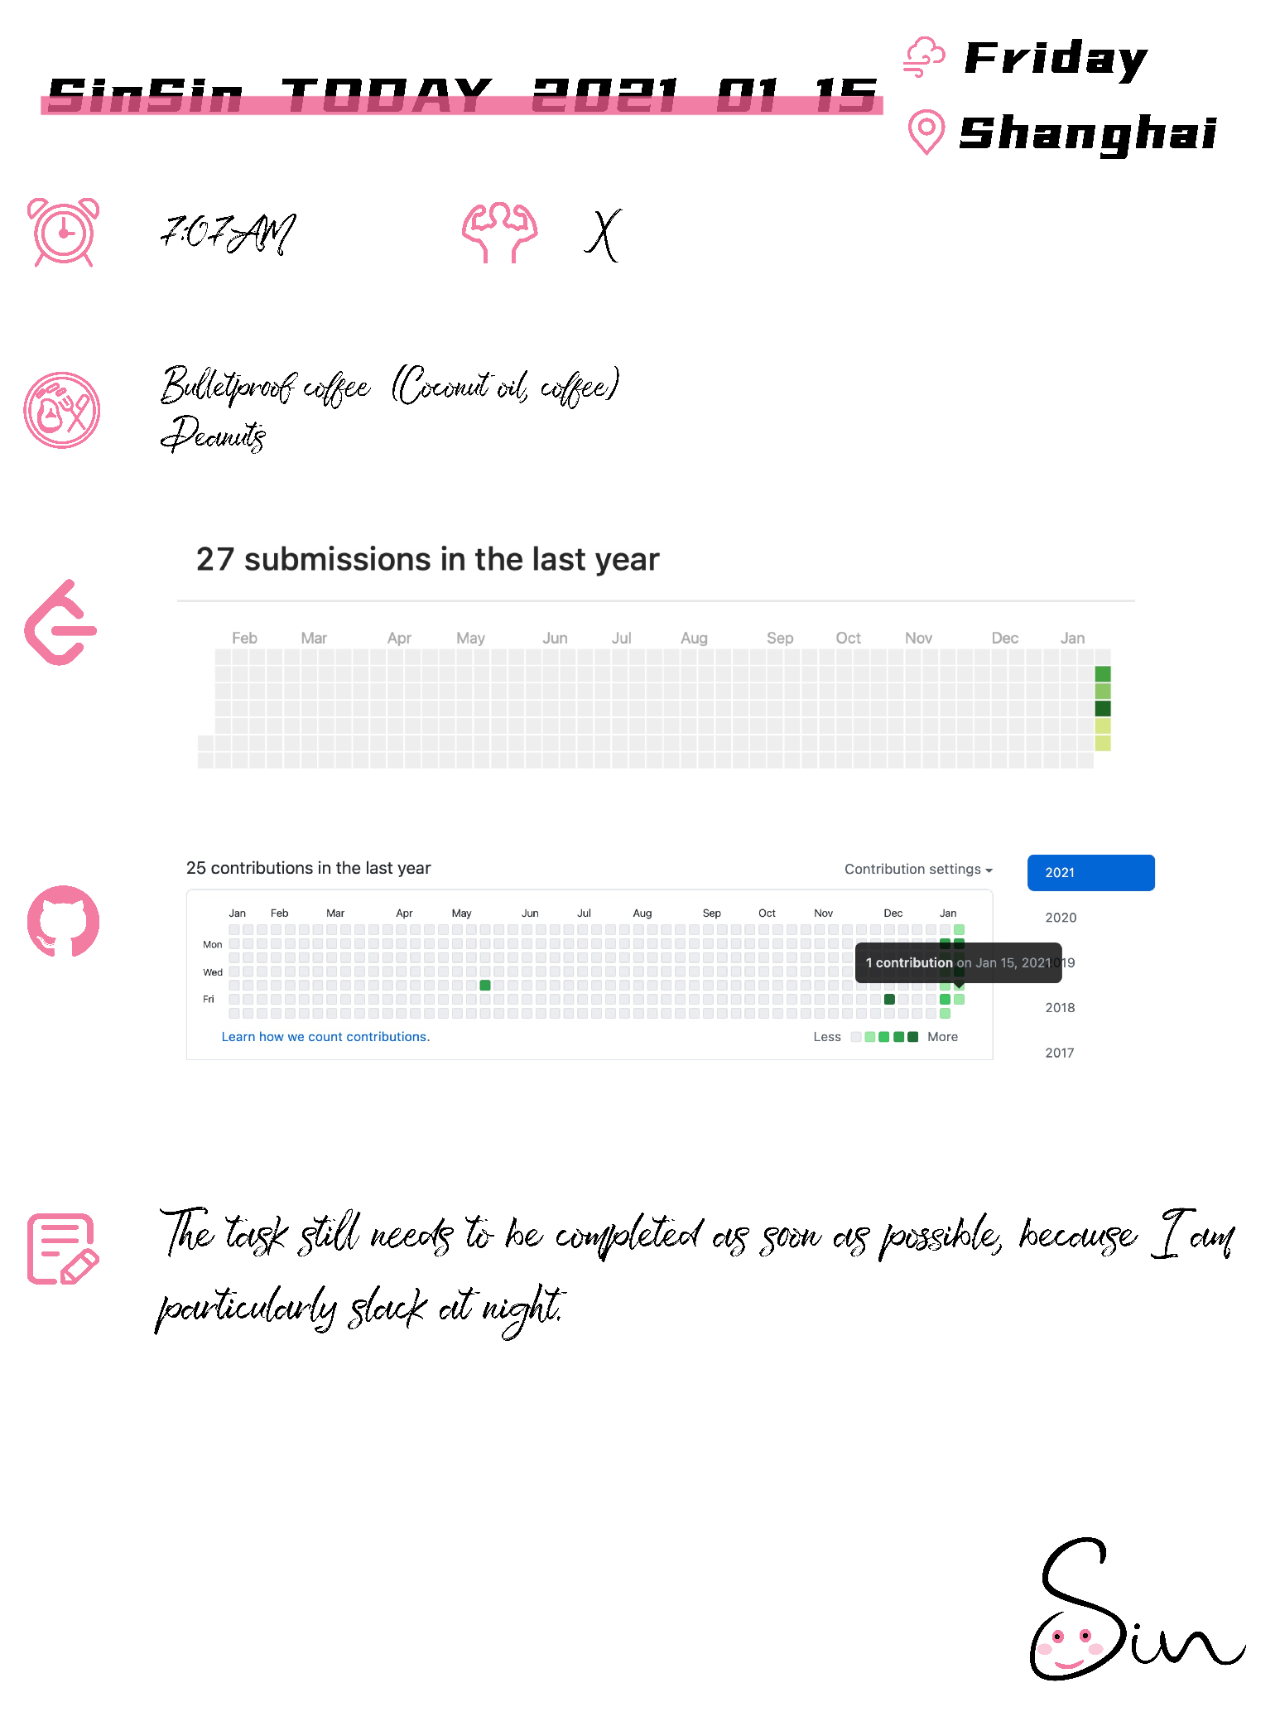 SinSin TODAY 2021 01 15
Friday
Shanghai
7:07AM
X
Bulletproof coffee (Coconut oil, coffee)
Peanuts
27 submissions in the last year
Feb Mar Apr May Jun Jul Aug Sep Oct Nov Dec Jan
25 contributions in the last year
Contribution settings
2021
2020
Jan Feb Mar Apr May Jun Jul Aug Sep Oct Nov Dec Jan
Mon
1 contribution on Jan 15, 2021
19
Wed
Fri
2018
Learn how we count contributions.
Less
More
2017
The task still needs to be completed as soon as possible, because I am
particularly slack at night.
Sin